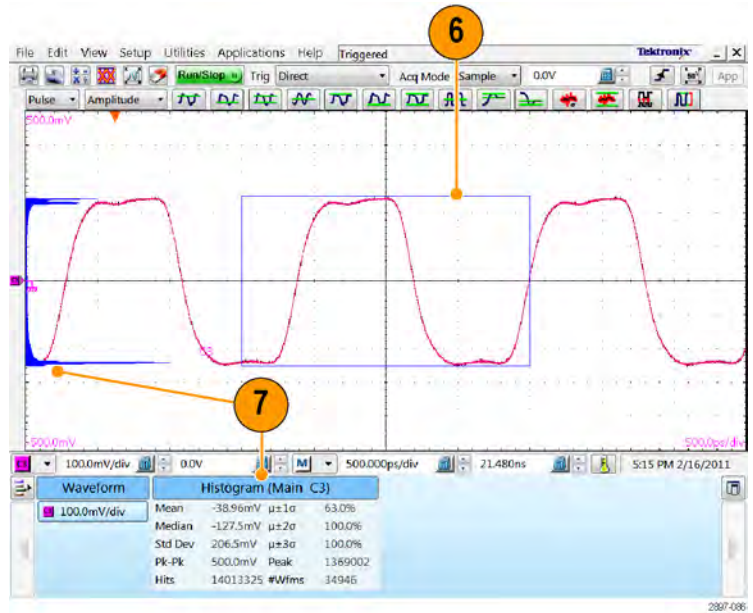 6
File Edit View Setup Utilities Applications Help Triggered Tektronix
Run/Stop Trig Direct Acq Mode Sample 0.0V App
Pulse Amplitude
500.0mV
C3
7
-500.0mV 500.0ps/div
C3 100.0mV/div 0.0V M 500.000ps/div 21.480ns 5:15 PM 2/16/2011
Waveform Histogram (Main C3)
100.0mV/div Mean -38.96mV µ±1σ 63.0%
Median -127.5mV µ±2σ 100.0%
Std Dev 206.5mV µ±3σ 100.0%
Pk-Pk 500.0mV Peak 1369002
Hits 14013325 #Wfms 34946
2897-086